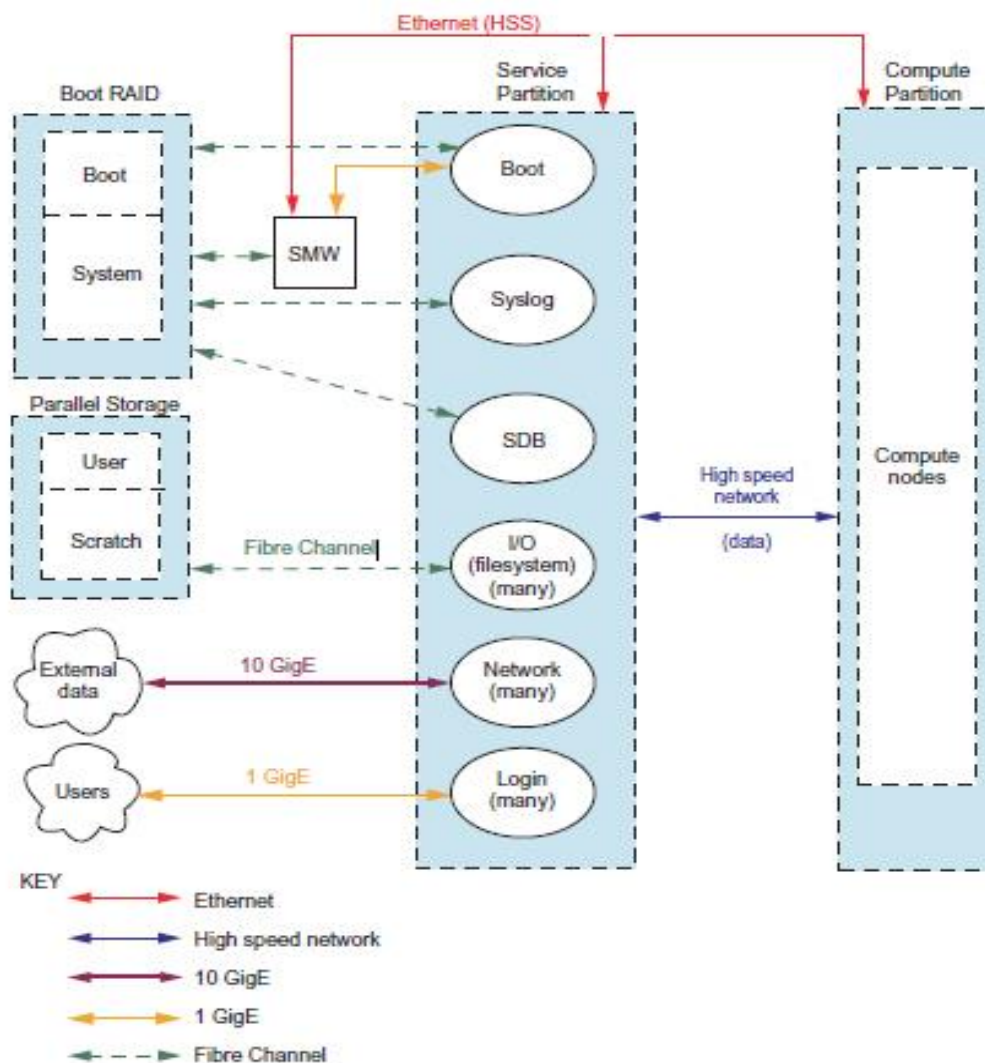 Ethernet (HSS)
Service
Partition
Compute
Partition
Boot RAID
Boot
System
SMW
Boot
Syslog
SDB
Parallel Storage
User
Scratch
Fibre Channel
I/O
(filesystem)
(many)
High speed
network
(data)
Compute
nodes
External
data
10 GigE
Network
(many)
Users
1 GigE
Login
(many)
KEY
Ethernet
High speed network
10 GigE
1 GigE
Fibre Channel